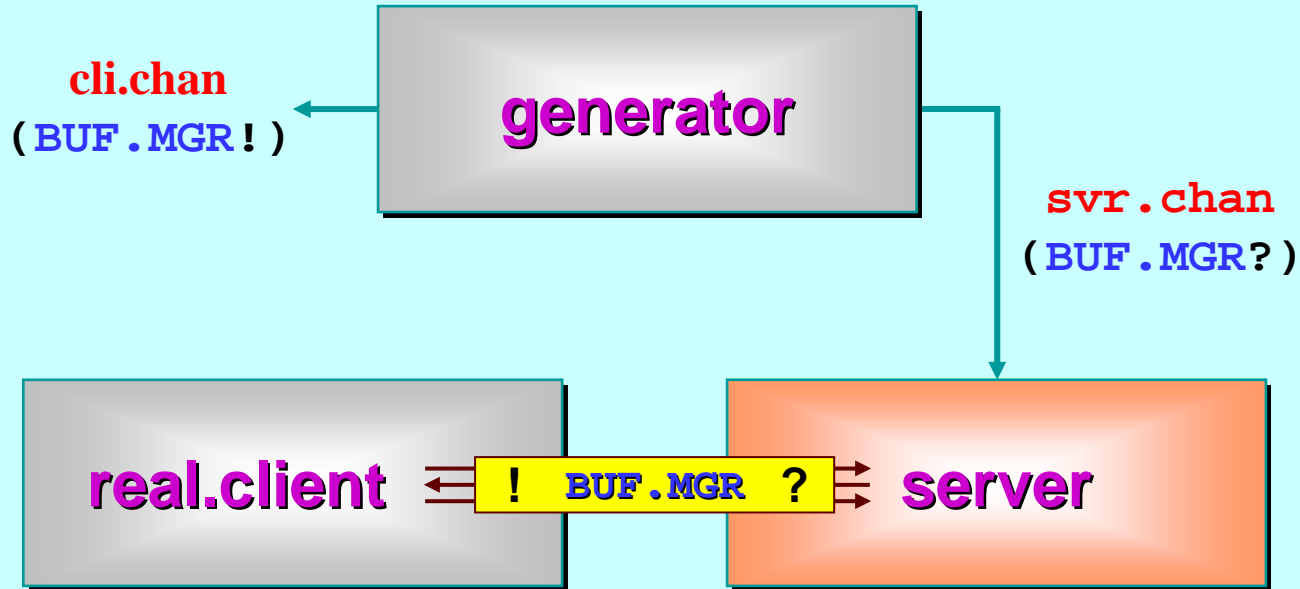 generator
cli.chan
(BUF.MGR!)
svr.chan
(BUF.MGR?)
real.client
! BUF.MGR ?
server